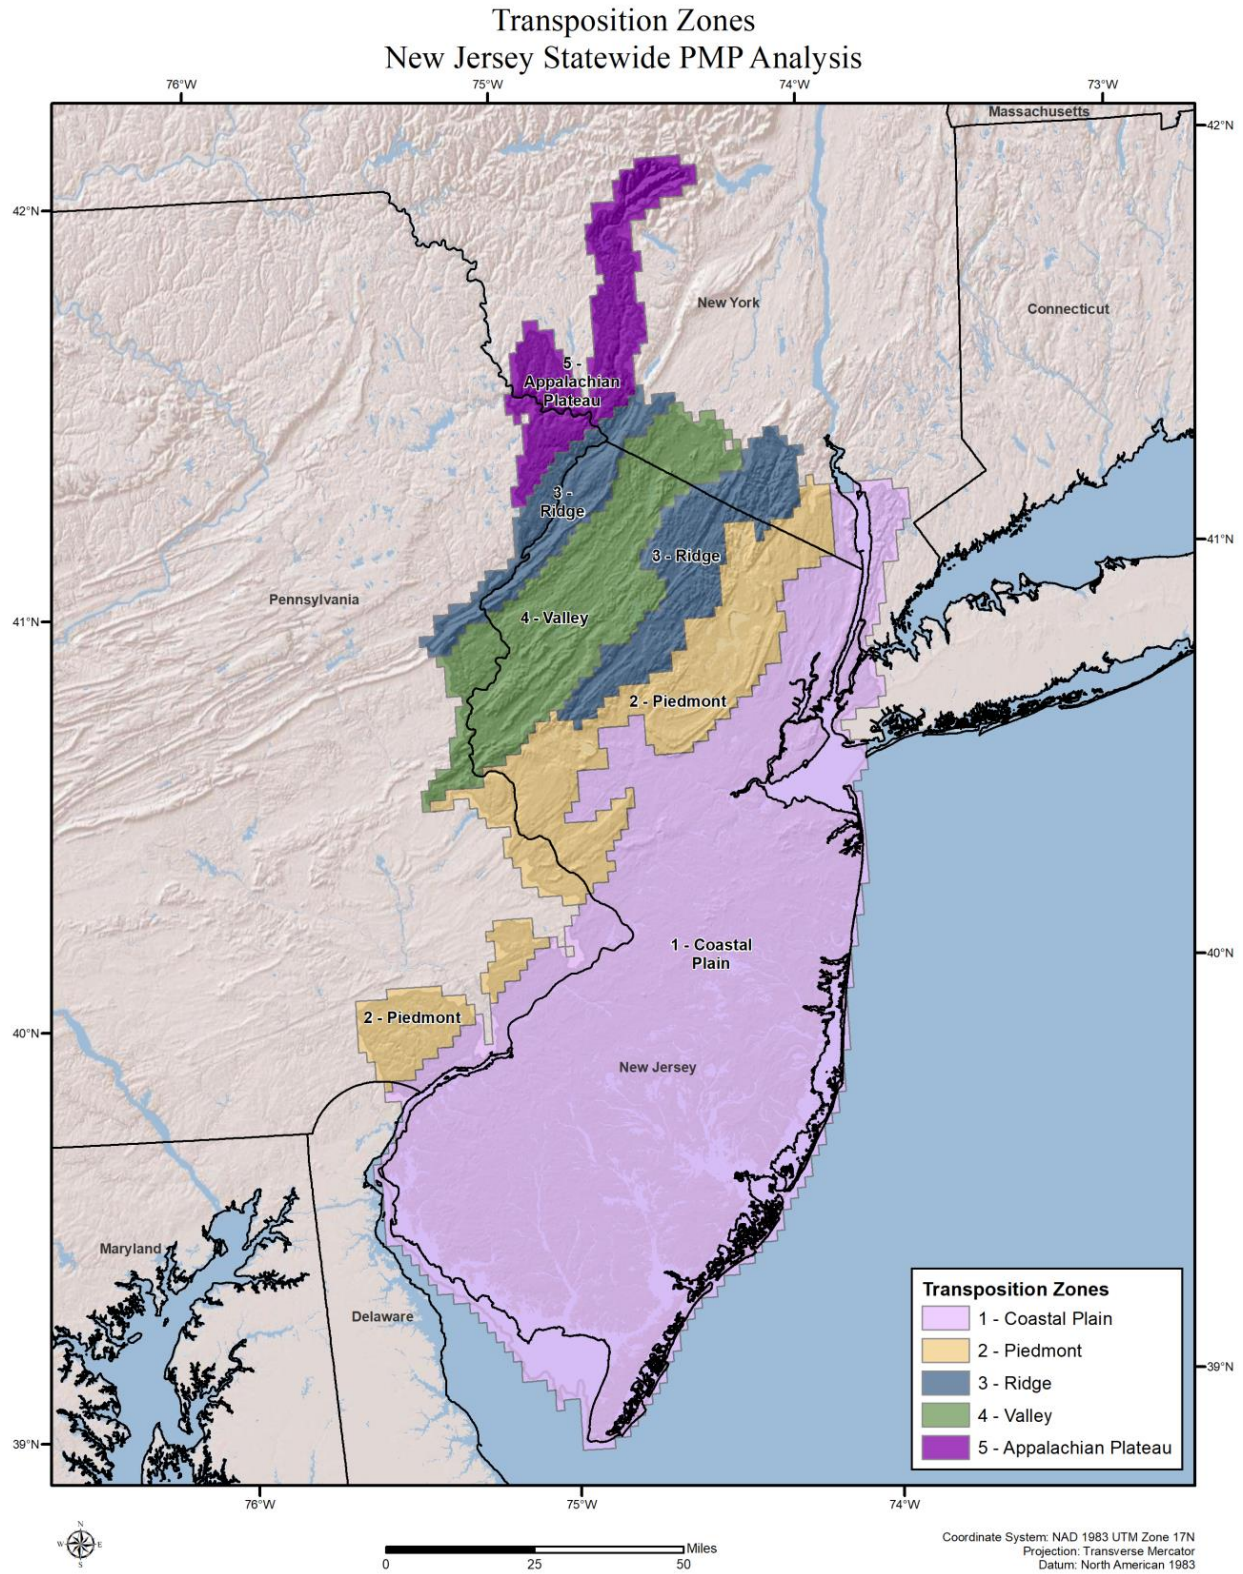 Transposition Zones
New Jersey Statewide PMP Analysis
76°W
75°W
74°W
73°W
Massachusetts
42°N
42°N
New York
Connecticut
5 -
Appalachian
Plateau
3 -
Ridge
41°N
3 - Ridge
Pennsylvania
4 - Valley
41°N
2 - Piedmont
1 - Coastal
Plain
40°N
2 - Piedmont
40°N
New Jersey
Maryland
Delaware
Transposition Zones
1 - Coastal Plain
2 - Piedmont
3 - Ridge
4 - Valley
5 - Appalachian Plateau
39°N
39°N
76°W
75°W
74°W
N
W
E
S
Miles
0
25
50
Coordinate System: NAD 1983 UTM Zone 17N
Projection: Transverse Mercator
Datum: North American 1983